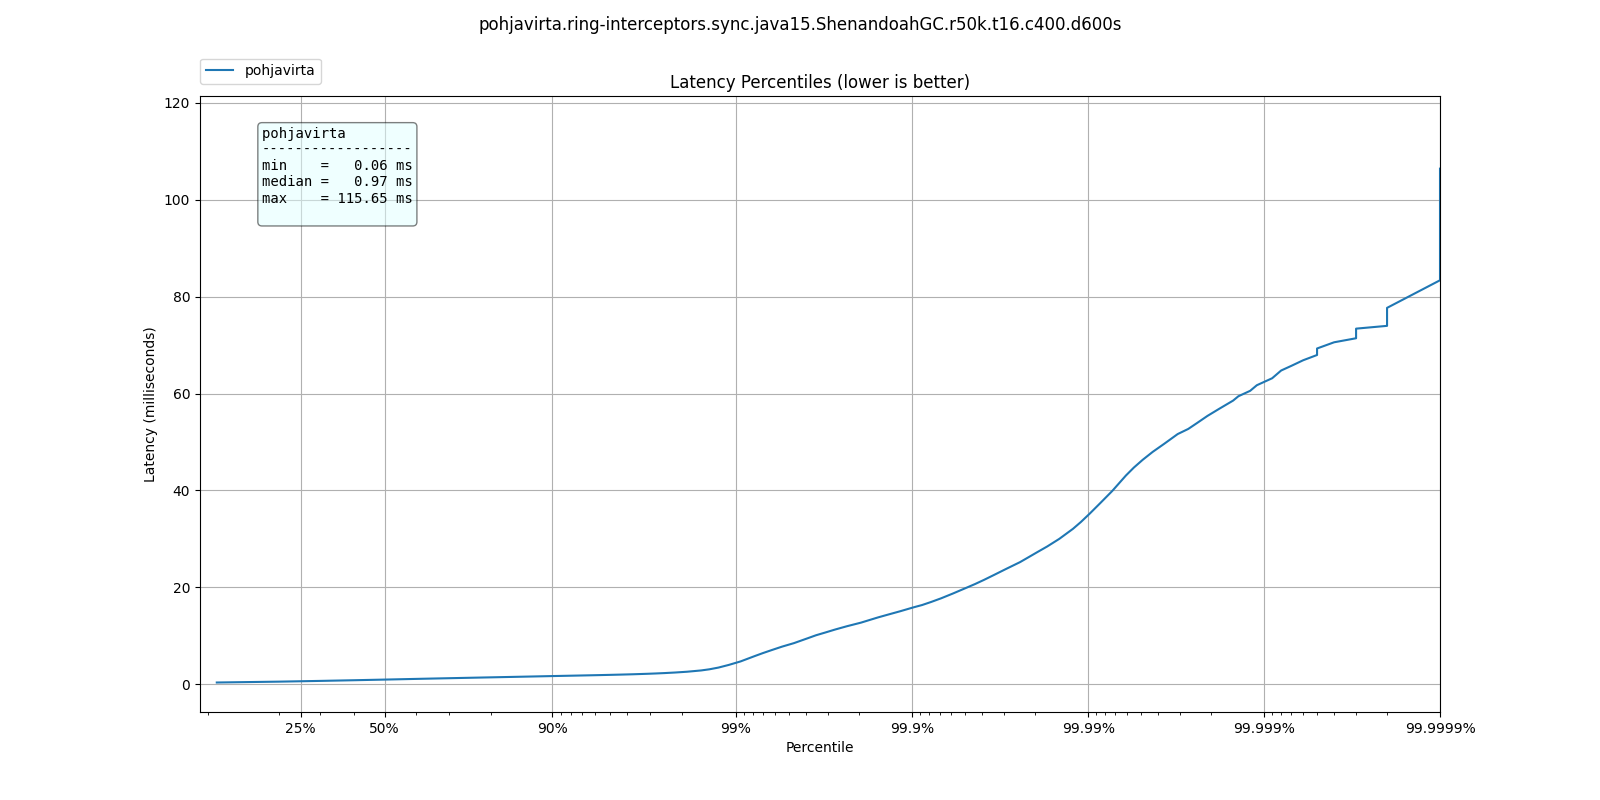 pohjavirta.ring-interceptors.sync.java15.ShenandoahGC.r50k.t16.c400.d600s
pohjavirta
Latency Percentiles (lower is better)
120
100
80
60
40
20
0
Latency (milliseconds)
pohjavirta
------------------
min    =   0.06 ms
median =   0.97 ms
max    = 115.65 ms
25% 50% 90% 99% 99.9% 99.99% 99.999% 99.9999%
Percentile